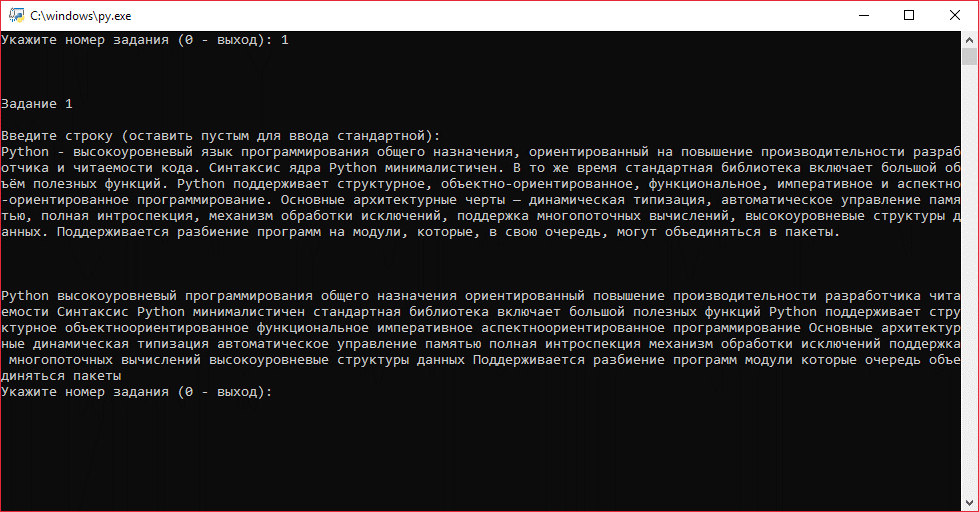 C:\windows\py.exe
Укажите номер задания (0 - выход): 1
Задание 1
Введите строку (оставить пустым для ввода стандартной):
Python - высокоуровневый язык программирования общего назначения, ориентированный на повышение производительности разраб
отчика и читаемости кода. Синтаксис ядра Python минималистичен. В то же время стандартная библиотека включает большой об
ъём полезных функций. Python поддерживает структурное, объектно-ориентированное, функциональное, императивное и аспектно
-ориентированное программирование. Основные архитектурные черты — динамическая типизация, автоматическое управление памя
тью, полная интроспекция, механизм обработки исключений, поддержка многопоточных вычислений, высокоуровневые структуры д
анных. Поддерживается разбиение программ на модули, которые, в свою очередь, могут объединяться в пакеты.
Python высокоуровневый программирования общего назначения ориентированный повышение производительности разработчика чита
емости Синтаксис Python минималистичен стандартная библиотека включает большой полезных функций Python поддерживает стру
ктурное объектноориентированное функциональное императивное аспектноориентированное программирование Основные архитектур
ные динамическая типизация автоматическое управление памятью полная интроспекция механизм обработки исключений поддержка
многопоточных вычислений высокоуровневые структуры данных Поддерживается разбиение программ модули которые очередь объе
диняться пакеты
Укажите номер задания (0 - выход):